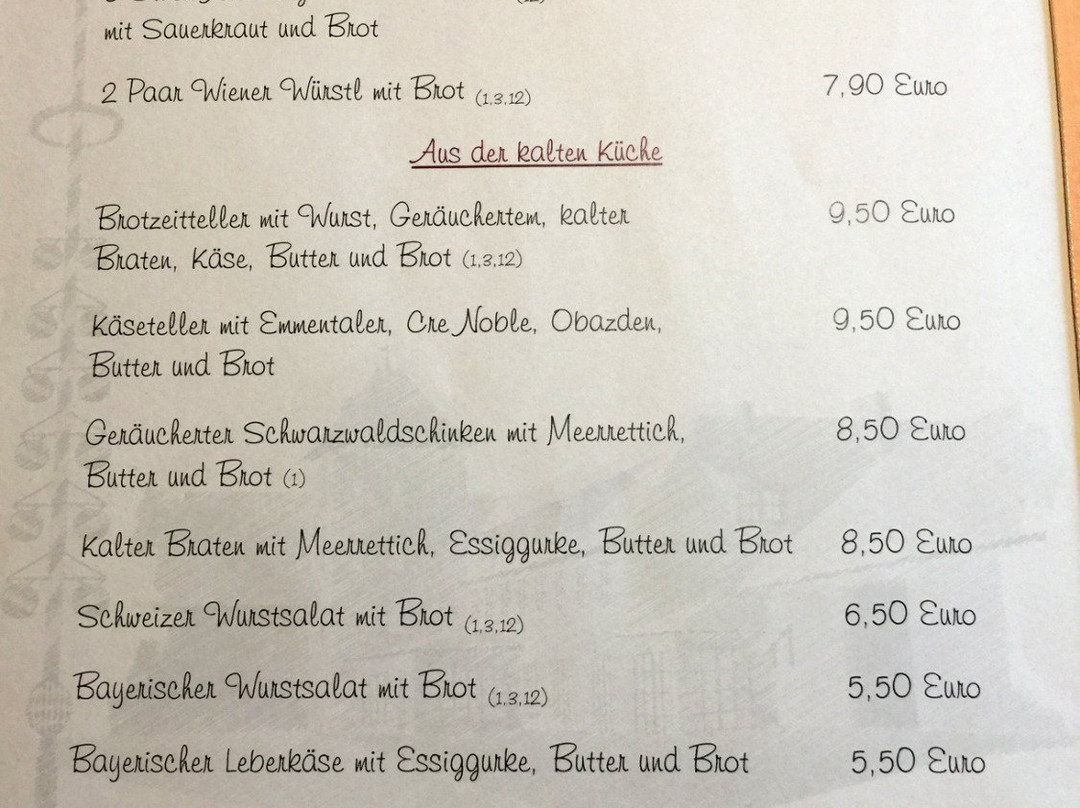 mit Sauerkraut und Brot
2 Paar Wiener Würstl mit Brot (1,3,12) 7,90 Euro
Aus der kalten Küche
Brotzeitteller mit Wurst, Geräuchertem, kalter 9,50 Euro
Braten, Käse, Butter und Brot (1,3,12)
Käseteller mit Emmentaler, Cre Noble, Obazden, 9,50 Euro
Butter und Brot
Geräucherter Schwarzwaldschinken mit Meerrettich, 8,50 Euro
Butter und Brot (1)
Kalter Braten mit Meerrettich, Essiggurke, Butter und Brot 8,50 Euro
Schweizer Wurstsalat mit Brot (1,3,12) 6,50 Euro
Bayerischer Wurstsalat mit Brot (1,3,12) 5,50 Euro
Bayerischer Leberkäse mit Essiggurke, Butter und Brot 5,50 Euro